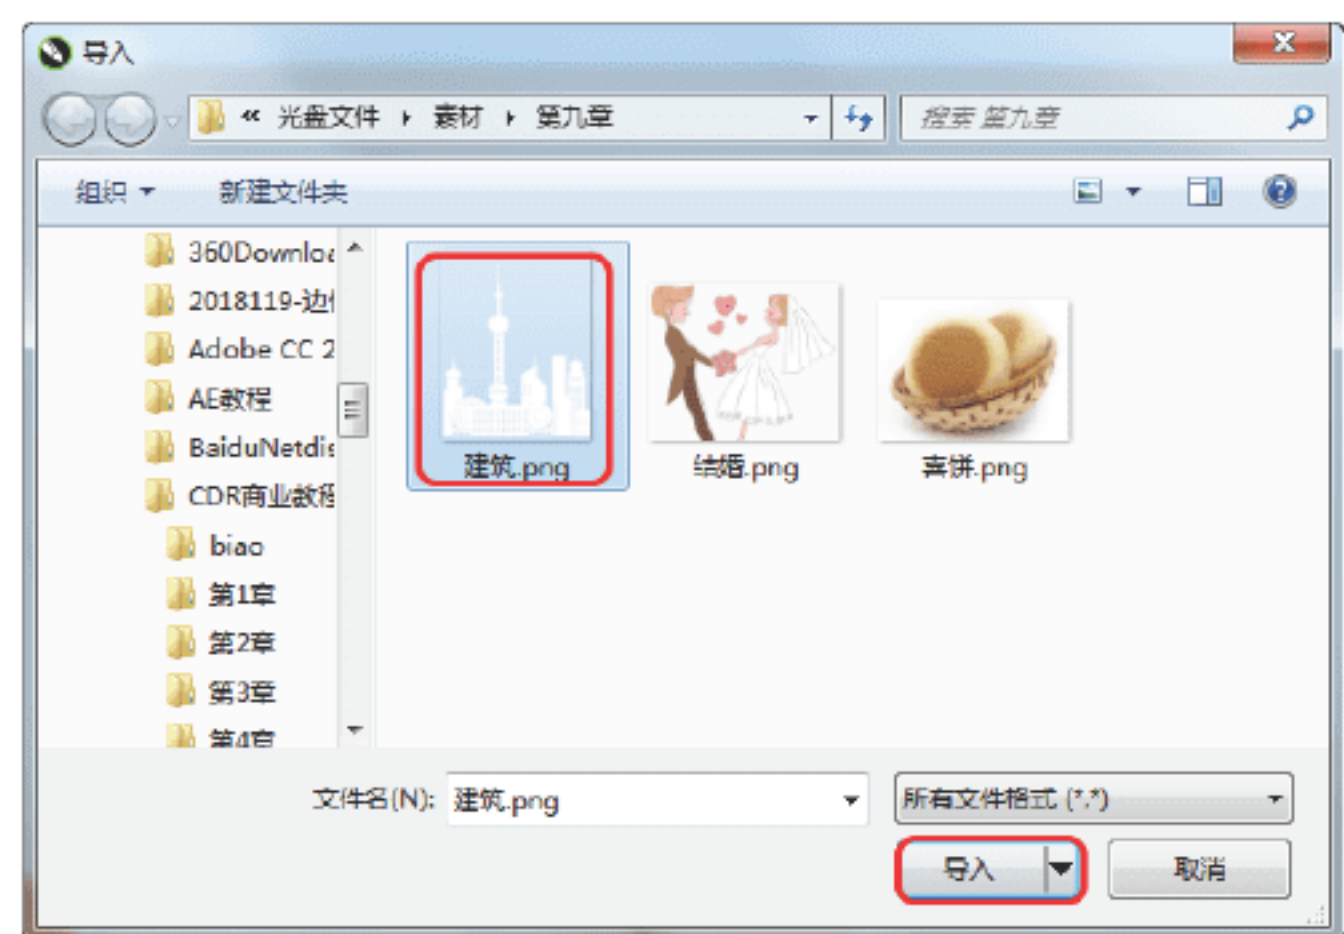 导入
« 光盘文件 ▸ 素材 ▸ 第九章
搜索 第九章
组织
新建文件夹
360Downloa
2018119-边
Adobe CC 2
AE教程
BaiduNetdis
CDR商业教程
biao
第1章
第2章
第3章
第4章
建筑.png
结婚.png
喜饼.png
文件名(N): 建筑.png
所有文件格式 (*.*)
导入
取消